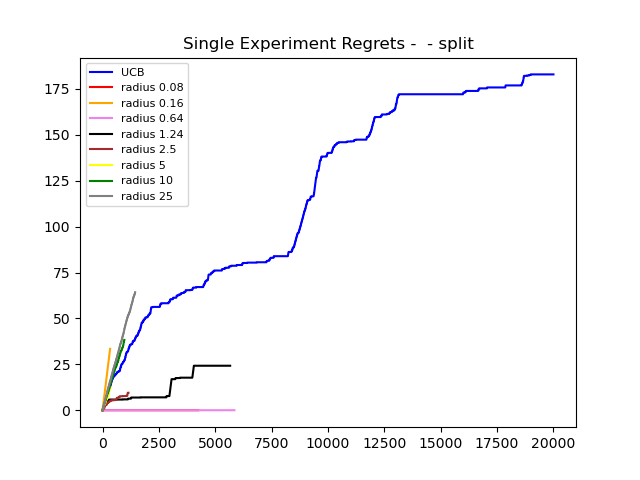 Single Experiment Regrets -  - split
UCB
radius 0.08
radius 0.16
radius 0.64
radius 1.24
radius 2.5
radius 5
radius 10
radius 25
175
150
125
100
75
50
25
0
0 2500 5000 7500 10000 12500 15000 17500 20000